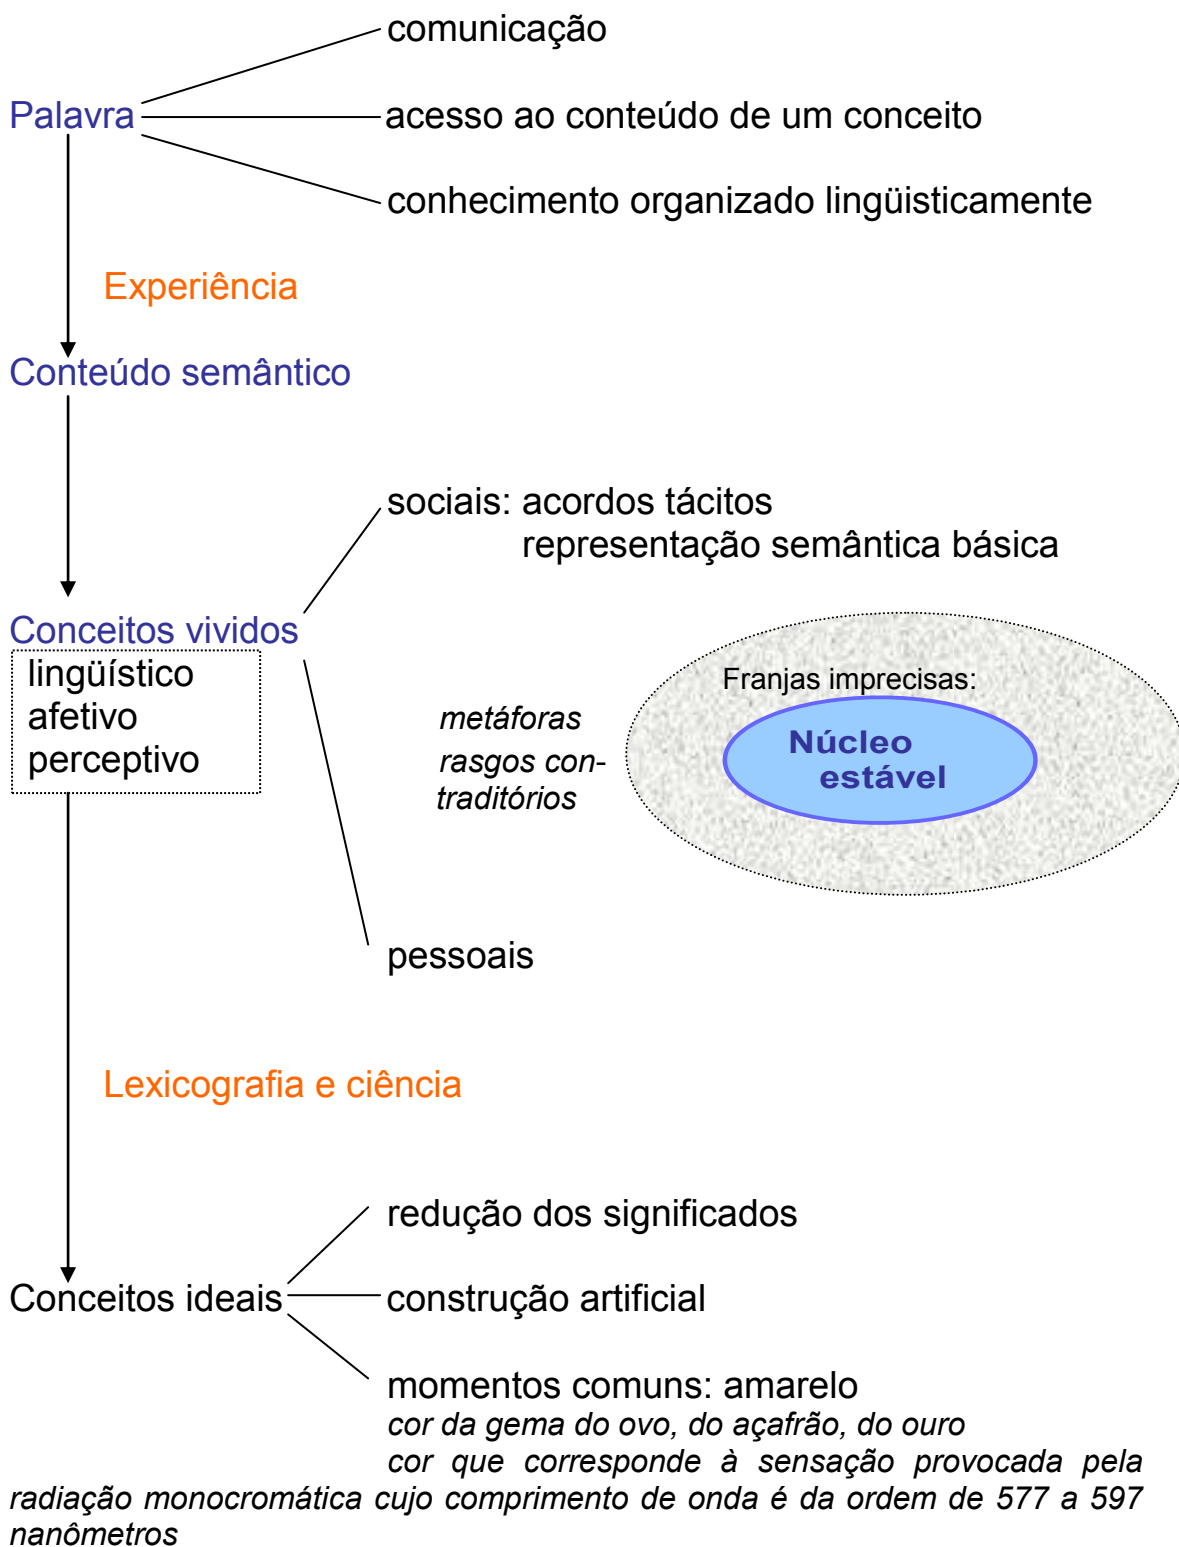 comunicação
Palavra
acesso ao conteúdo de um conceito
conhecimento organizado lingüisticamente
Experiência
Conteúdo semântico
sociais: acordos tácitos
representação semântica básica
Conceitos vividos
lingüístico
afetivo
perceptivo
metáforas
rasgos con-
traditórios
Franjas imprecisas:
Núcleo
estável
pessoais
Lexicografia e ciência
redução dos significados
Conceitos ideais
construção artificial
momentos comuns: amarelo
cor da gema do ovo, do açafrão, do ouro
cor que corresponde à sensação provocada pela
radiação monocromática cujo comprimento de onda é da ordem de 577 a 597
nanômetros